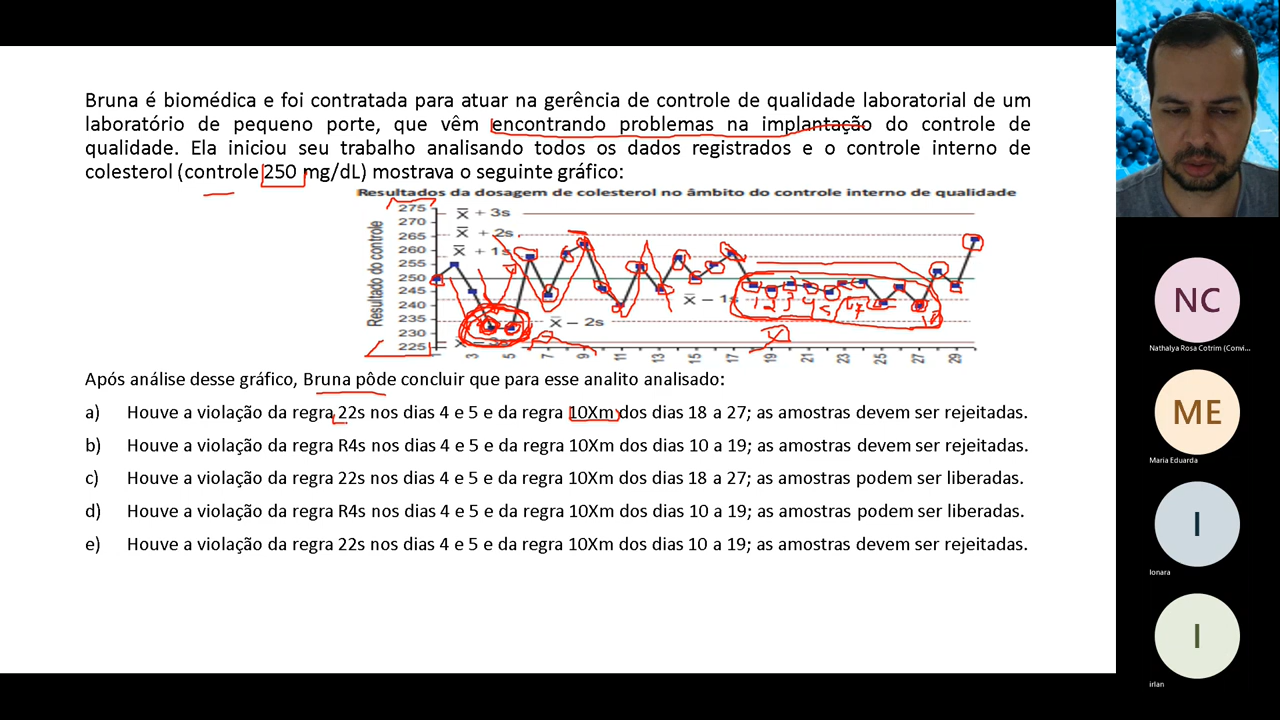 Bruna é biomédica e foi contratada para atuar na gerência de controle de qualidade laboratorial de um
laboratório de pequeno porte, que vêm encontrando problemas na implantação do controle de
qualidade. Ela iniciou seu trabalho analisando todos os dados registrados e o controle interno de
colesterol (controle 250 mg/dL) mostrava o seguinte gráfico:
Resultados da dosagem de colesterol no âmbito do controle interno de qualidade
Resultado do controle
275
270
265
260
255
250
245
240
235
230
225
X̅ + 3s
X̅ + 2s
X̅ + 1s
X̅ − 1s
X̅ − 2s
1 3 5 7 9 11 13 15 17 19 21 23 25 27 29
1 2 3 4 5
Após análise desse gráfico, Bruna pôde concluir que para esse analito analisado:
a) Houve a violação da regra 22s nos dias 4 e 5 e da regra 10Xm dos dias 18 a 27; as amostras devem ser rejeitadas.
b) Houve a violação da regra R4s nos dias 4 e 5 e da regra 10Xm dos dias 10 a 19; as amostras devem ser rejeitadas.
c) Houve a violação da regra 22s nos dias 4 e 5 e da regra 10Xm dos dias 18 a 27; as amostras podem ser liberadas.
d) Houve a violação da regra R4s nos dias 4 e 5 e da regra 10Xm dos dias 10 a 19; as amostras podem ser liberadas.
e) Houve a violação da regra 22s nos dias 4 e 5 e da regra 10Xm dos dias 10 a 19; as amostras devem ser rejeitadas.
NC
Nathalya Rosa Cotrim (Convi...
ME
Maria Eduarda
I
Ionara
I
irlan